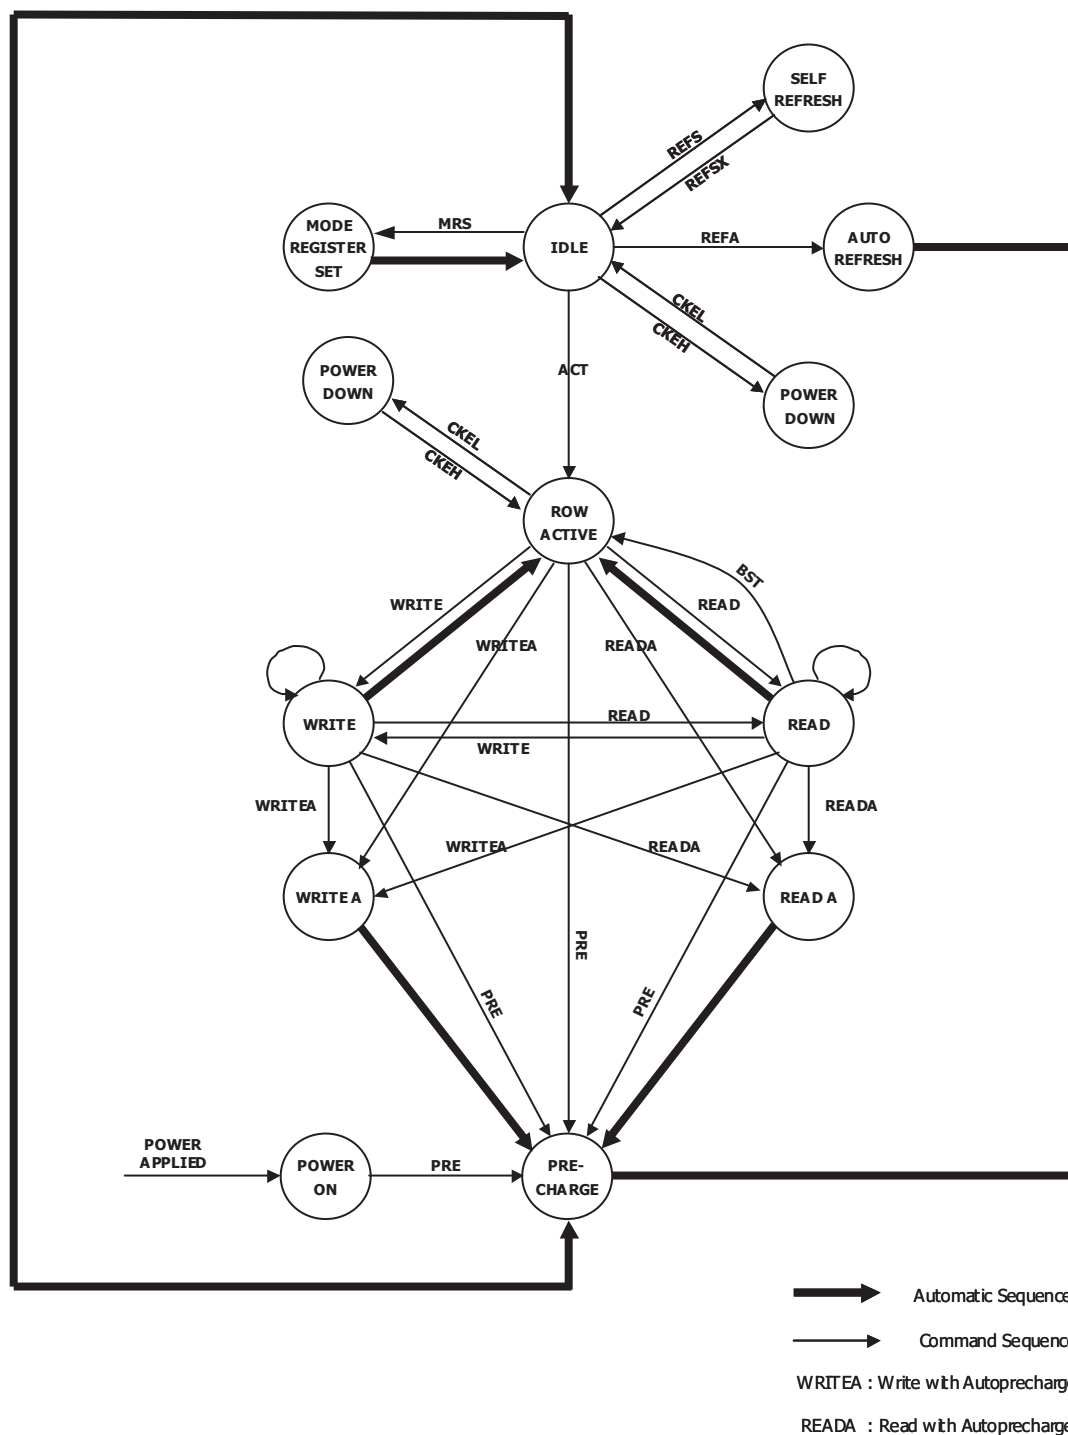 SELF
REFRESH
REFS
REFSX
MODE
REGISTER
SET
MRS
IDLE
REFA
AUTO
REFRESH
CKEL
CKEH
ACT
POWER
DOWN
POWER
DOWN
CKEL
CKEH
ROW
ACTIVE
BST
WRITE
READ
WRITEA
READA
WRITE
READ
WRITE
READ
WRITEA
READA
WRITEA
READA
WRITE A
READ A
PRE
PRE
PRE
POWER
APPLIED
POWER
ON
PRE
PRE-
CHARGE
Automatic Sequence
Command Sequence
WRITEA : Write with Autoprecharge
READA : Read with Autoprecharge